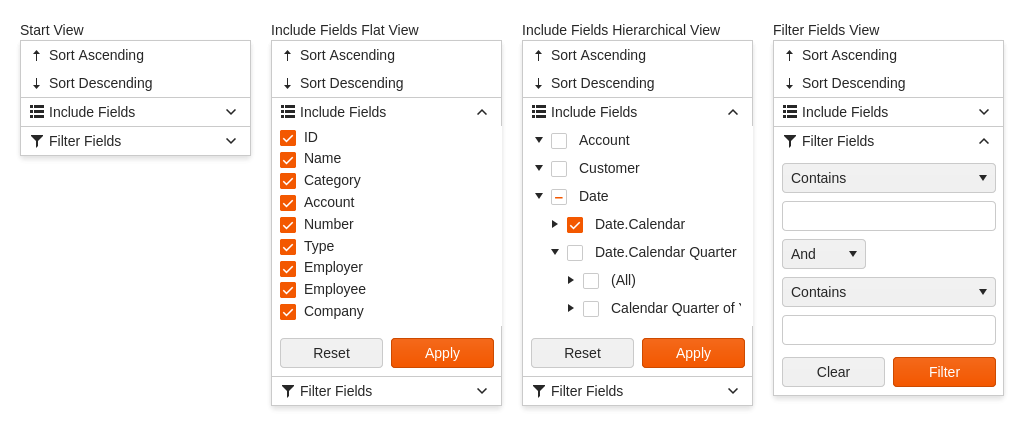 Start View
Sort Ascending
Sort Descending
Include Fields
Filter Fields
Include Fields Flat View
Sort Ascending
Sort Descending
Include Fields
ID
Name
Category
Account
Number
Type
Employer
Employee
Company
Reset Apply
Filter Fields
Include Fields Hierarchical View
Sort Ascending
Sort Descending
Include Fields
Account
Customer
Date
Date.Calendar
Date.Calendar Quarter
(All)
Calendar Quarter of
Reset Apply
Filter Fields
Filter Fields View
Sort Ascending
Sort Descending
Include Fields
Filter Fields
Contains
And
Contains
Clear Filter